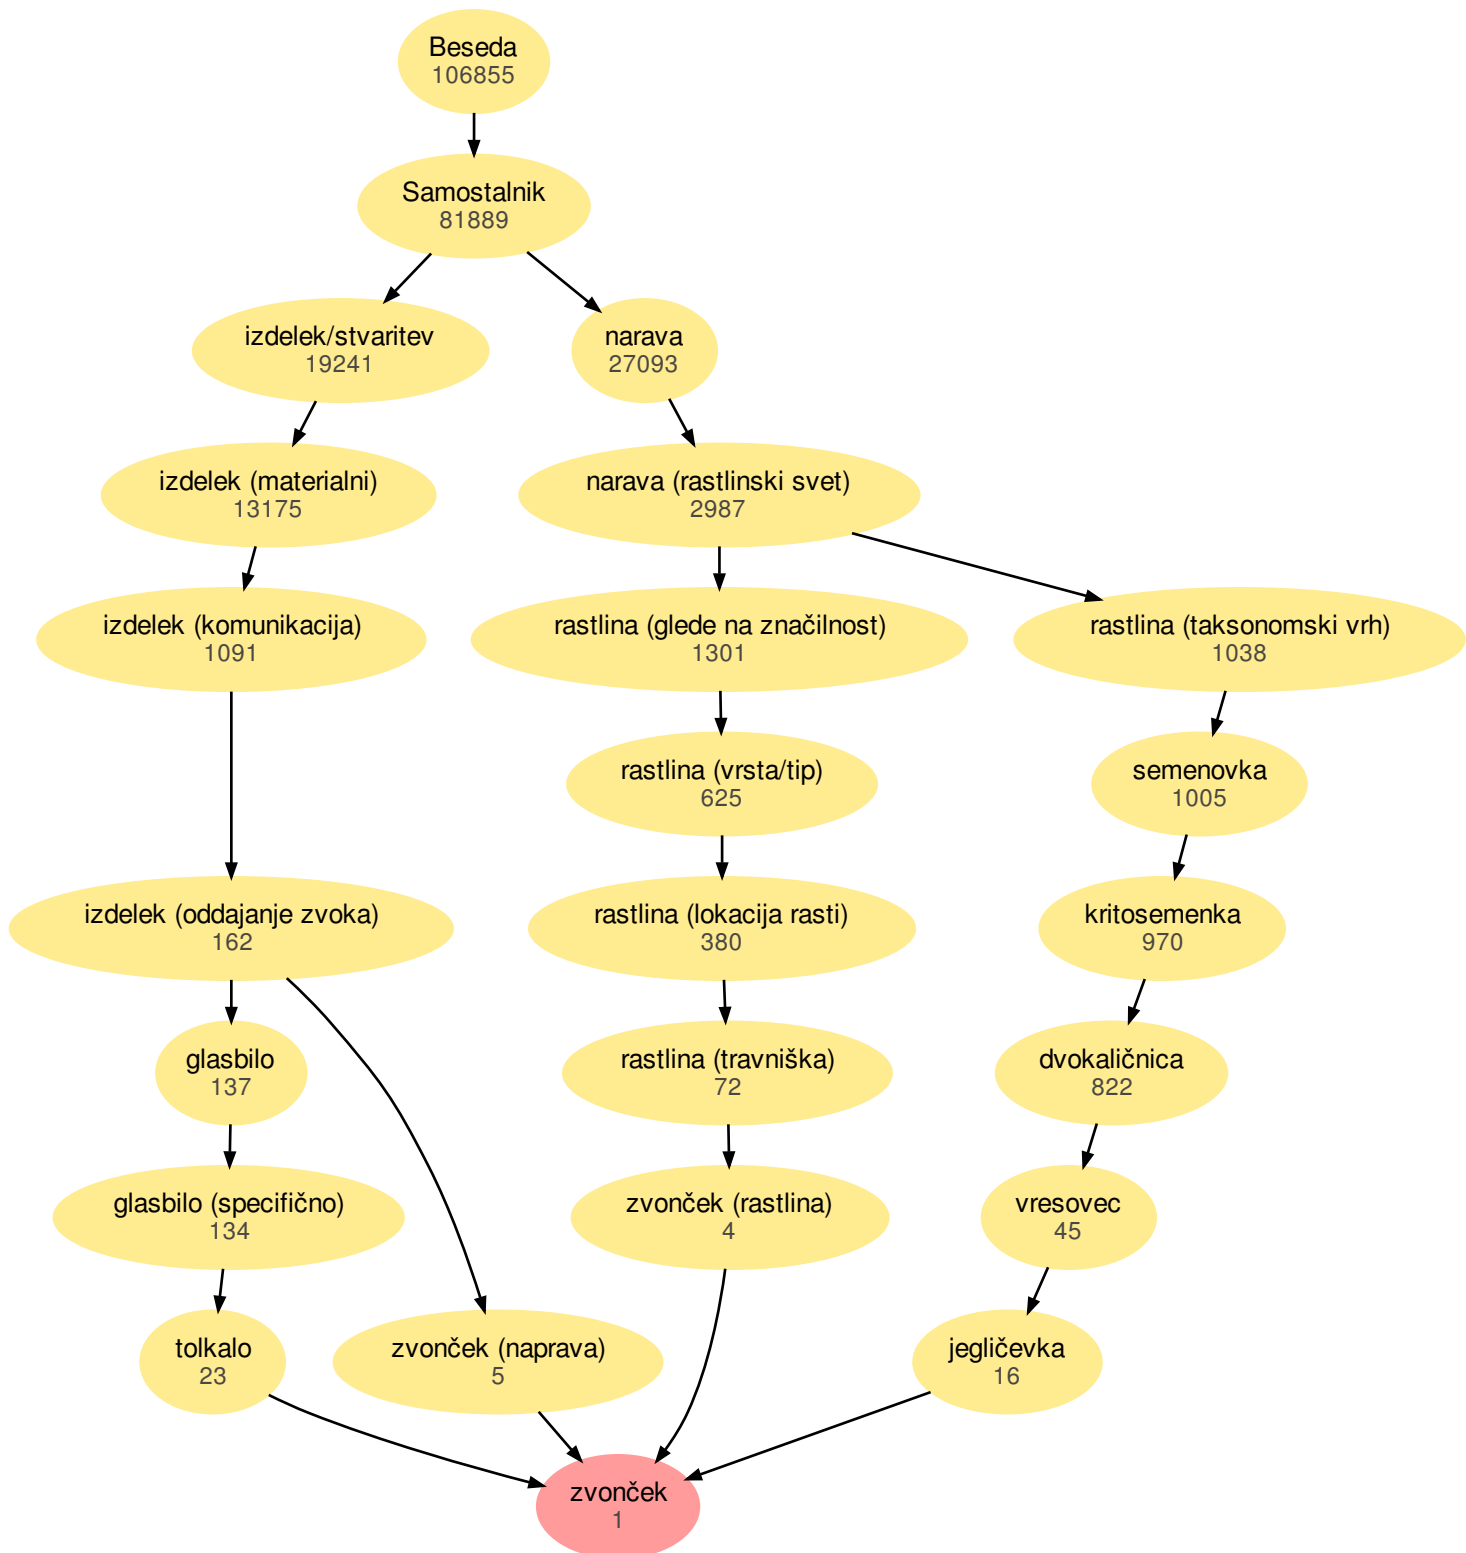 Beseda
106855
Samostalnik
81889
izdelek/stvaritev
19241
narava
27093
izdelek (materialni)
13175
narava (rastlinski svet)
2987
izdelek (komunikacija)
1091
rastlina (glede na značilnost)
1301
rastlina (taksonomski vrh)
1038
rastlina (vrsta/tip)
625
semenovka
1005
izdelek (oddajanje zvoka)
162
rastlina (lokacija rasti)
380
kritosemenka
970
glasbilo
137
rastlina (travniška)
72
dvokaličnica
822
glasbilo (specifično)
134
zvonček (rastlina)
4
vresovec
45
tolkalo
23
zvonček (naprava)
5
jegličevka
16
zvonček
1